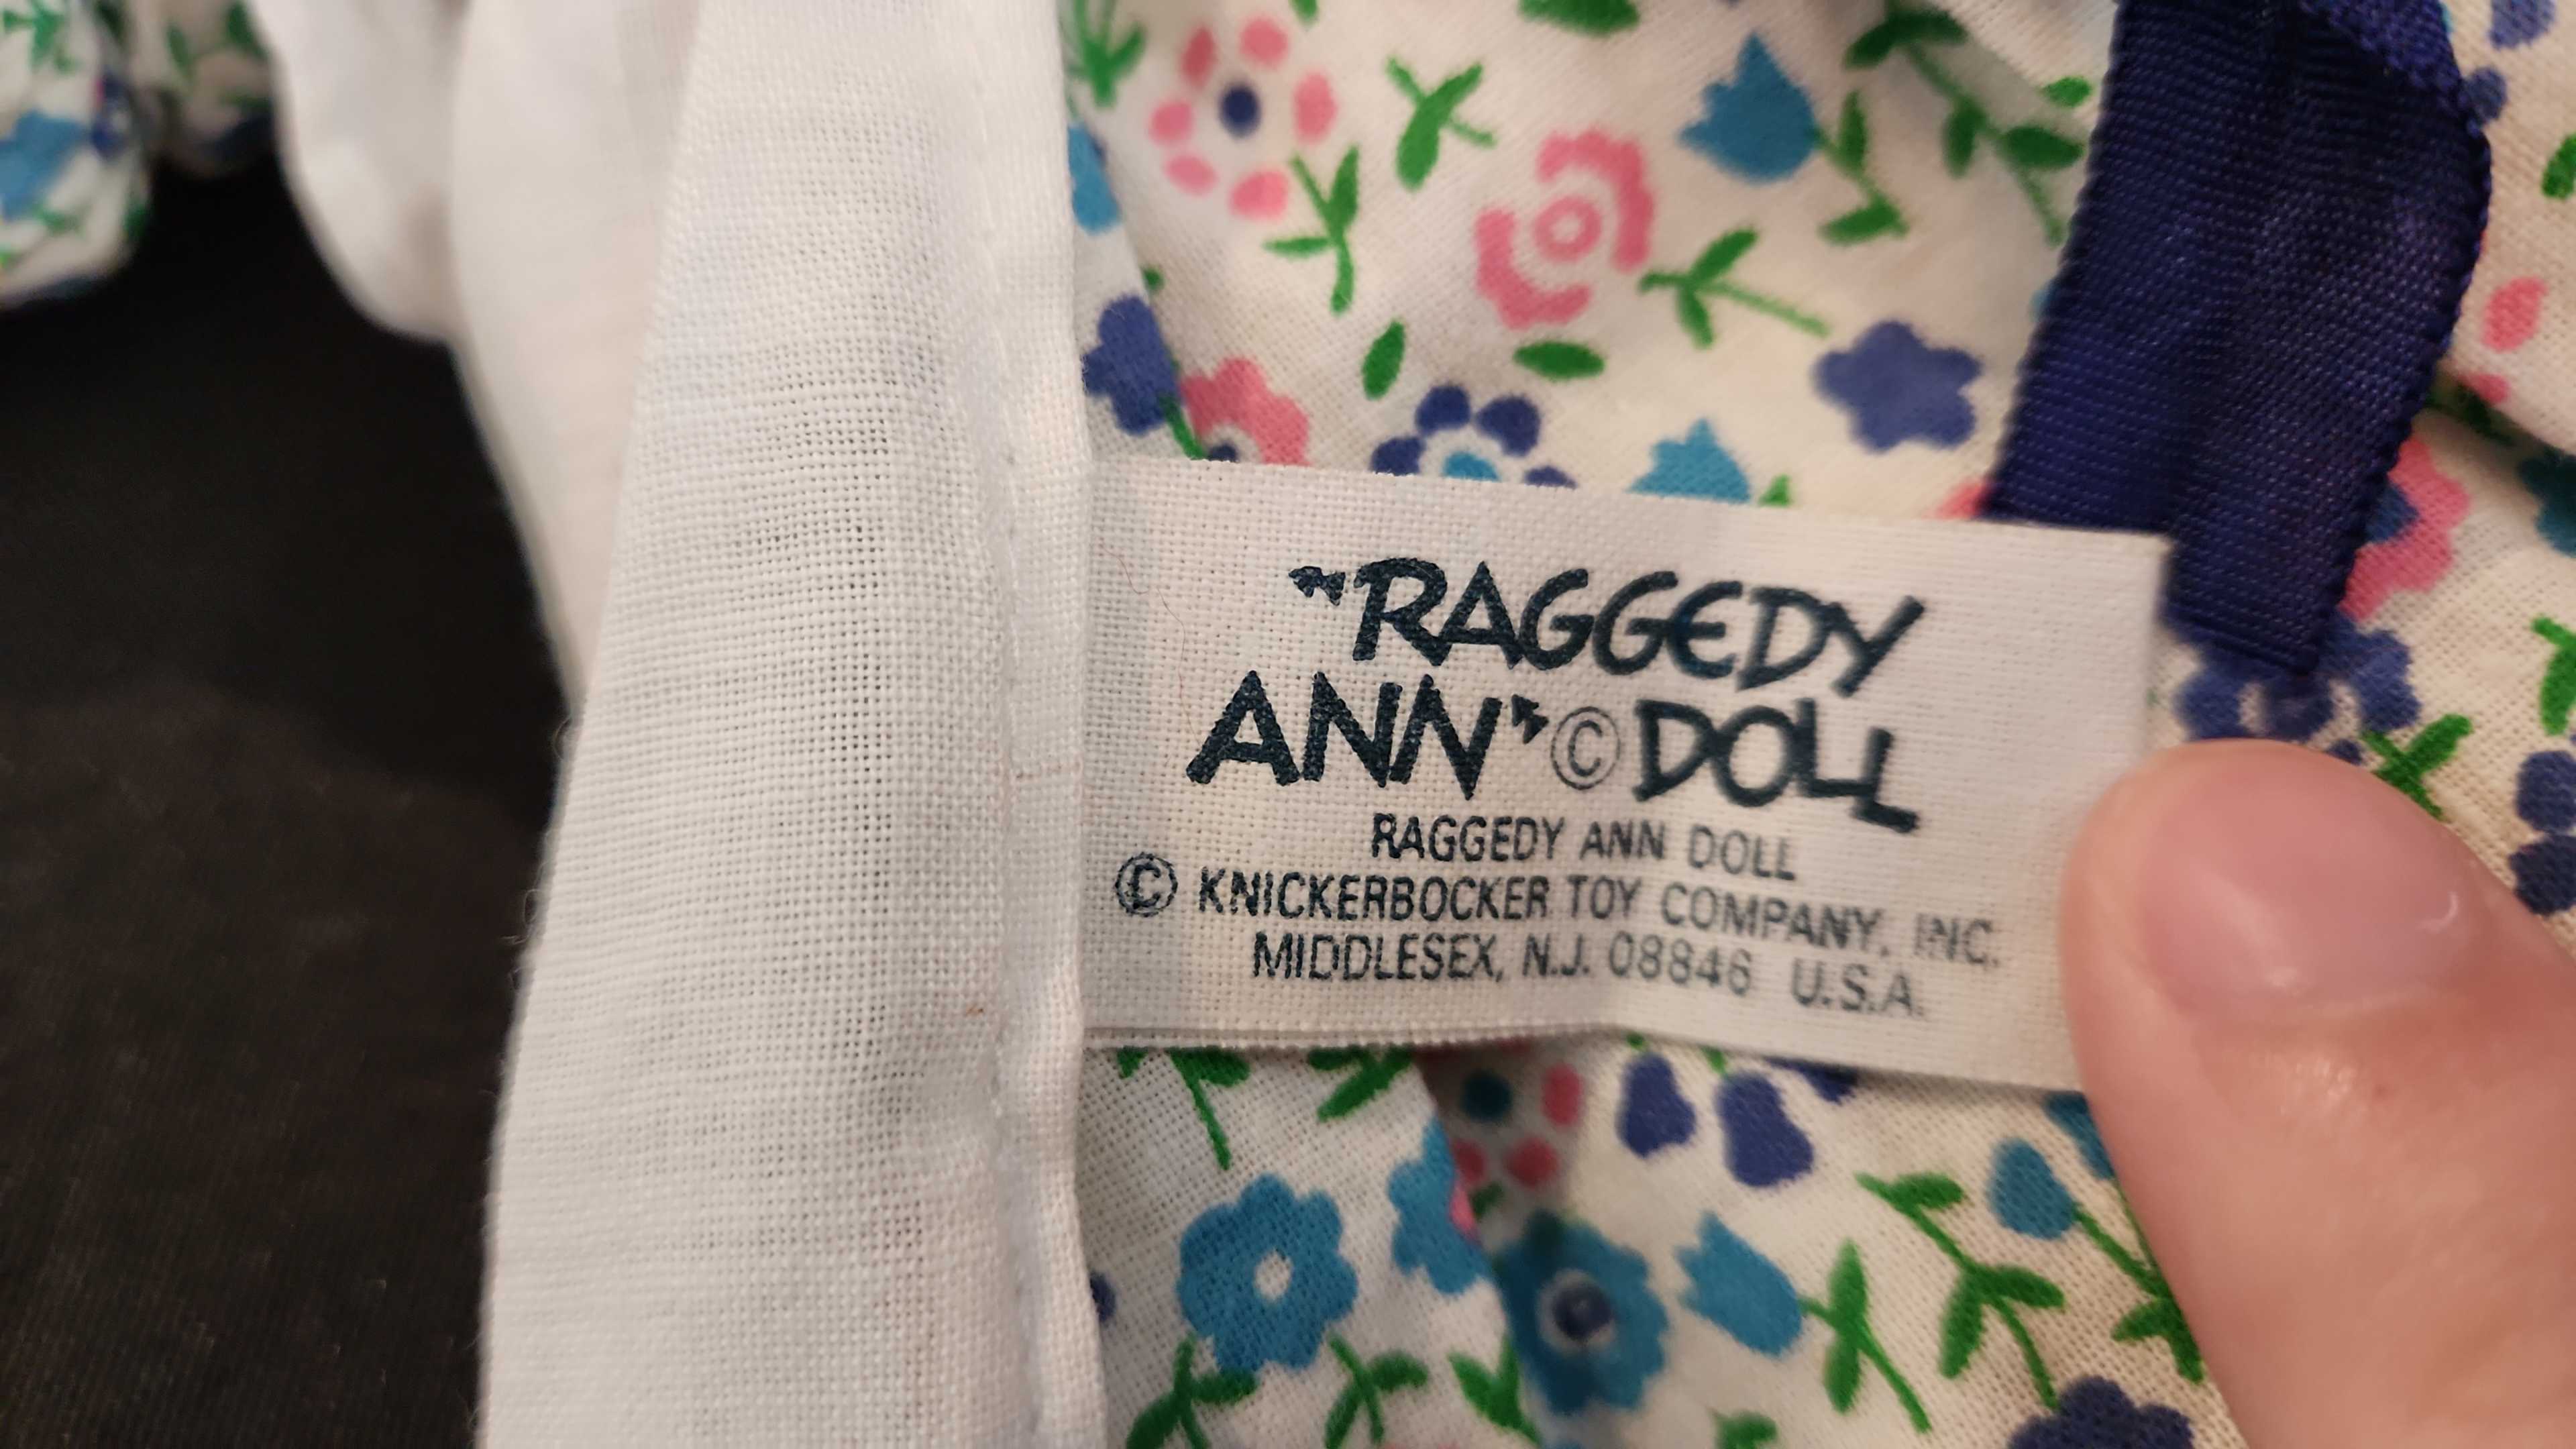 "RAGGEDY
ANN" © DOLL
RAGGEDY ANN DOLL
© KNICKERBOCKER TOY COMPANY, INC.
MIDDLESEX, N.J. 08846 U.S.A.